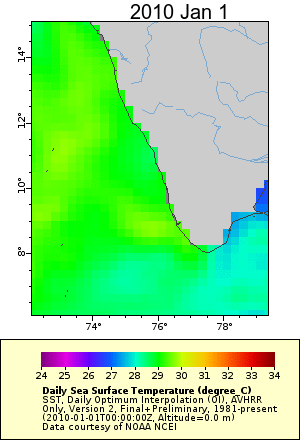 2010 Jan 1
14°
12°
10°
8°
74° 76° 78°
24 25 26 27 28 29 30 31 32 33 34
Daily Sea Surface Temperature (degree_C)
SST, Daily Optimum Interpolation (OI), AVHRR
Only, Version 2, Final+Preliminary, 1981-present
(2010-01-01T00:00:00Z, Altitude=0.0 m)
Data courtesy of NOAA NCEI